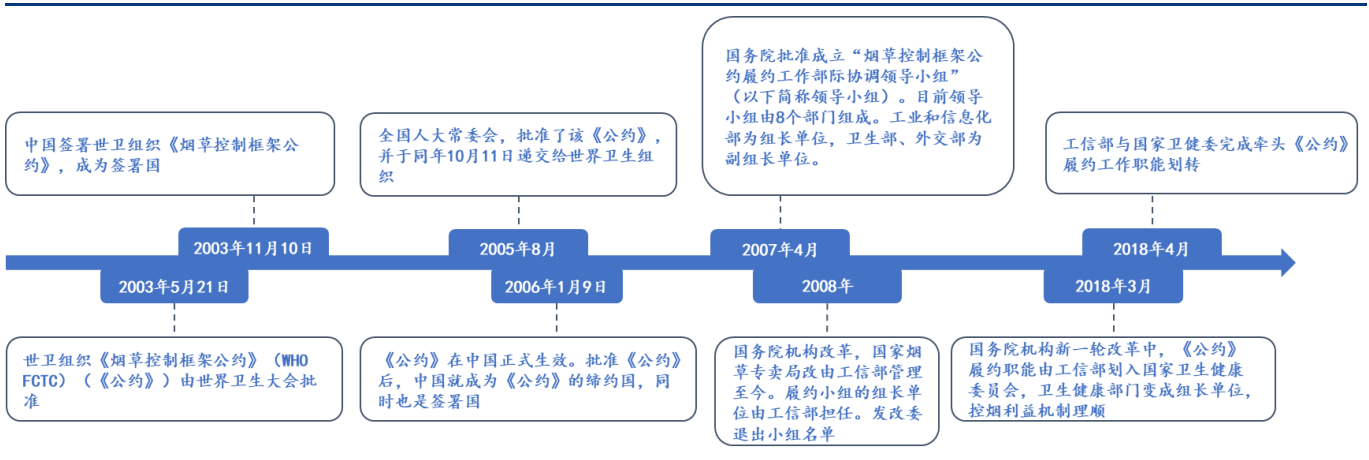 中国签署世卫组织《烟草控制框架公
约》，成为签署国
全国人大常委会，批准了该《公约》，
并于同年10月11日递交给世界卫生组
织
国务院批准成立“烟草控制框架公
约履约工作部际协调领导小组”
（以下简称领导小组）。目前领导
小组由8个部门组成。工业和信息化
部为组长单位，卫生部、外交部为
副组长单位。
工信部与国家卫健委完成牵头《公约》
履约工作职能划转
2003年11月10日
2005年8月
2007年4月
2018年4月
2003年5月21日
2006年1月9日
2008年
2018年3月
世卫组织《烟草控制框架公约》（WHO
FCTC）（《公约》）由世界卫生大会批
准
《公约》在中国正式生效。批准《公约》
后，中国就成为《公约》的缔约国，同
时也是签署国
国务院机构改革，国家烟
草专卖局改由工信部管理
至今。履约小组的组长单
位由工信部担任。发改委
退出小组名单
国务院机构新一轮改革中，《公约》
履约职能由工信部划入国家卫生健康
委员会，卫生健康部门变成组长单位，
控烟利益机制理顺